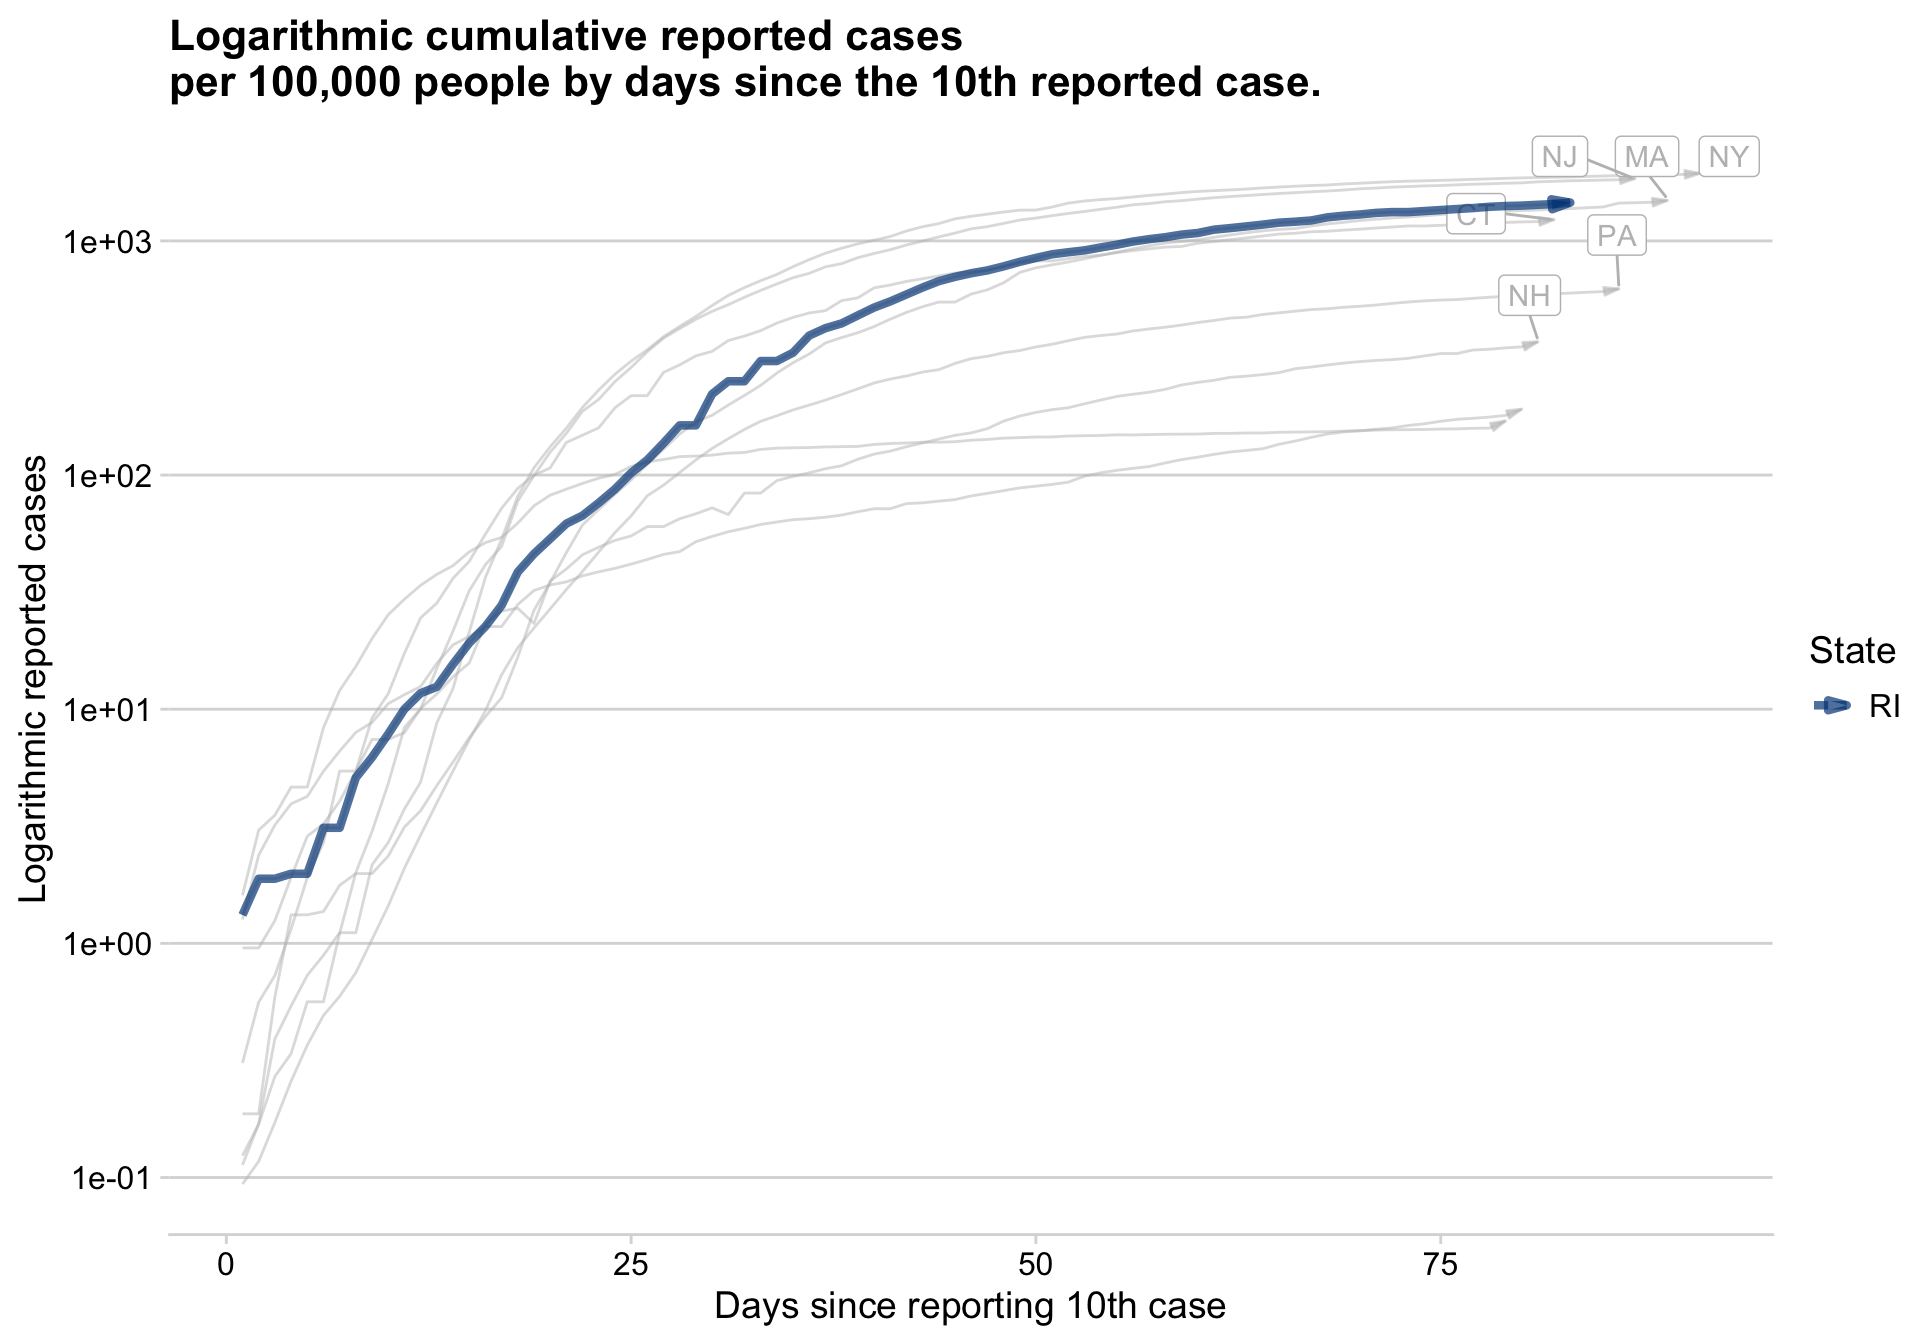 Logarithmic cumulative reported cases
per 100,000 people by days since the 10th reported case.
NJ
MA
NY
CT
PA
NH
1e+03
1e+02
1e+01
1e+00
1e-01
Logarithmic reported cases
State
RI
0
25
50
75
Days since reporting 10th case